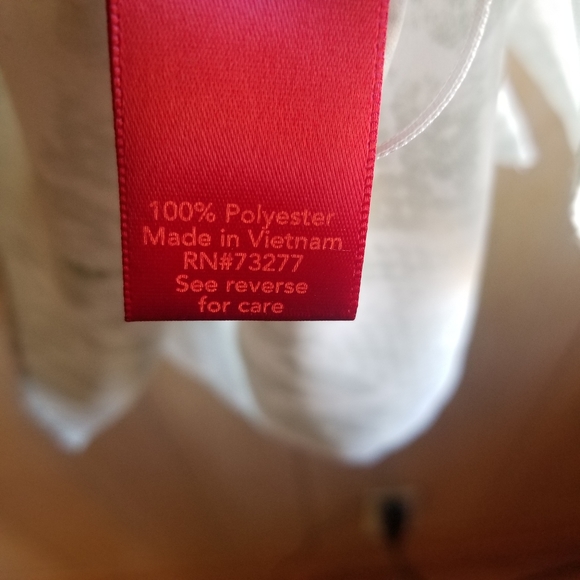 100% Polyester
Made in Vietnam
RN#73277
See reverse
for care